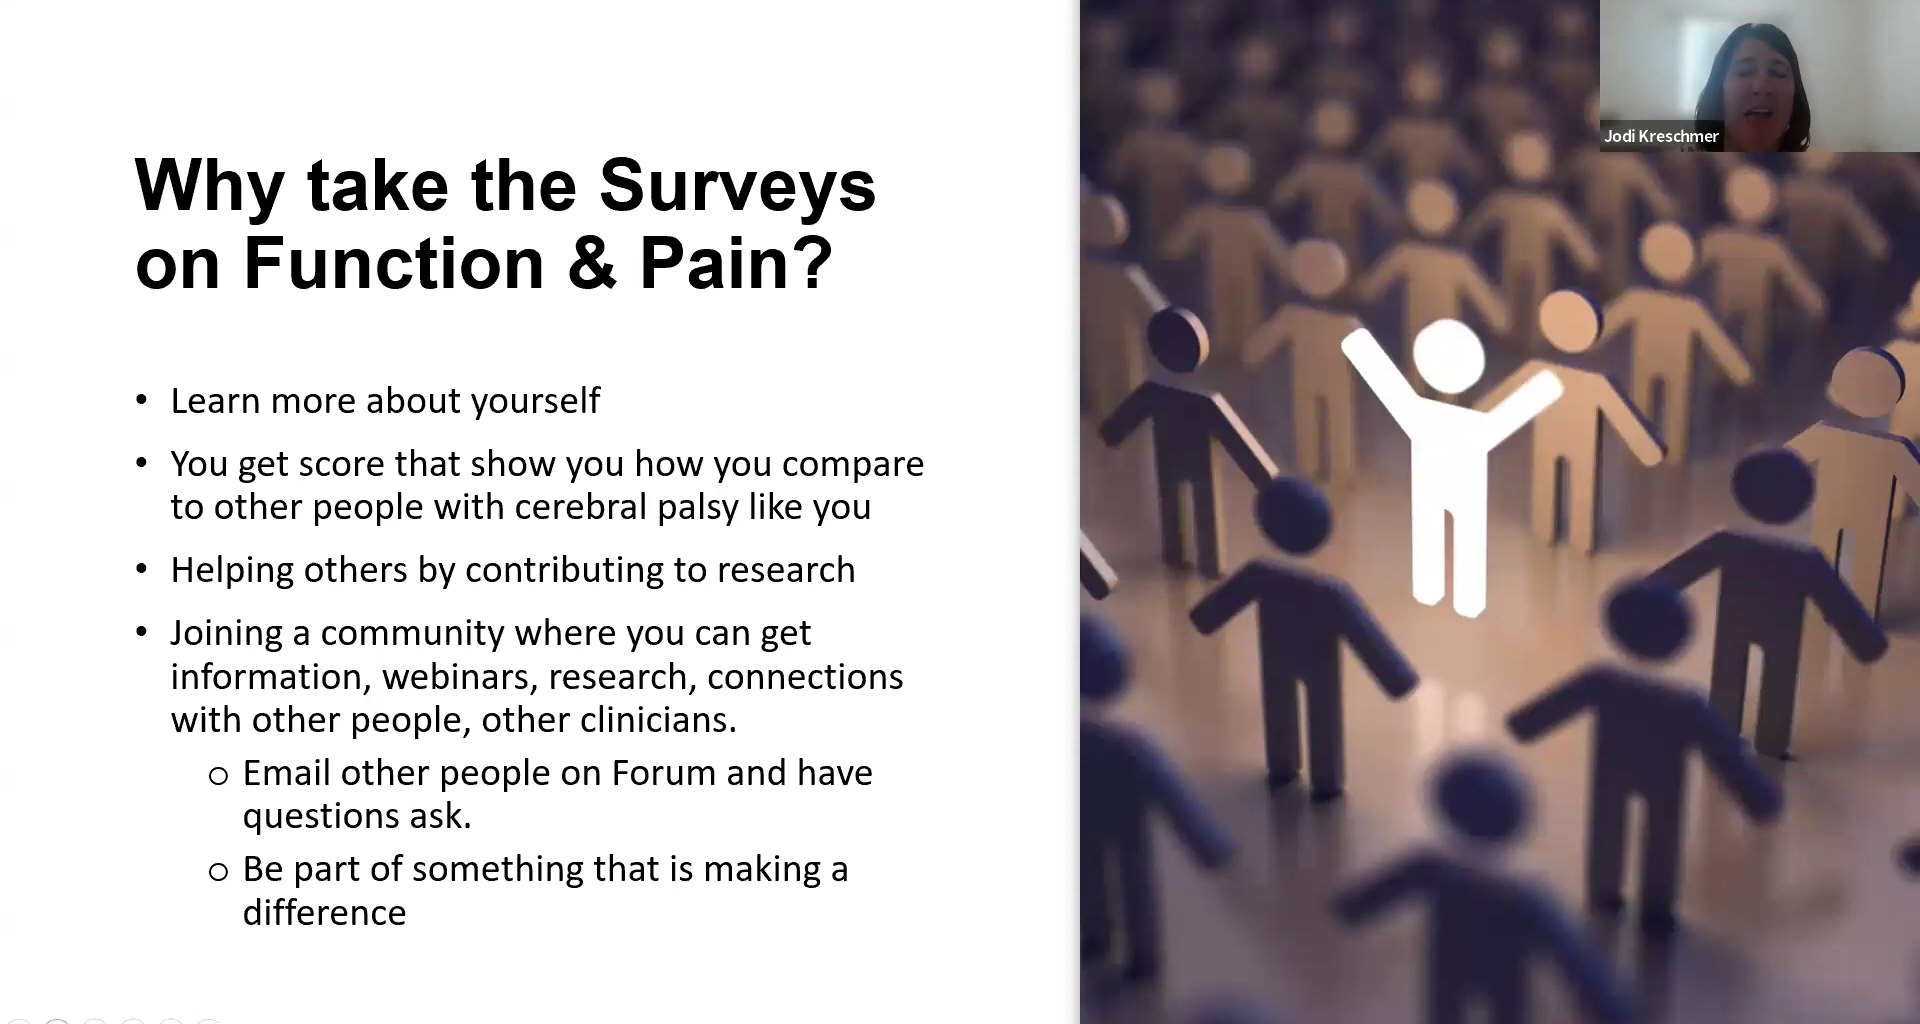 Why take the Surveys
on Function & Pain?
• Learn more about yourself
• You get score that show you how you compare
to other people with cerebral palsy like you
• Helping others by contributing to research
• Joining a community where you can get
information, webinars, research, connections
with other people, other clinicians.
o Email other people on Forum and have
questions ask.
o Be part of something that is making a
difference
Jodi Kreschmer